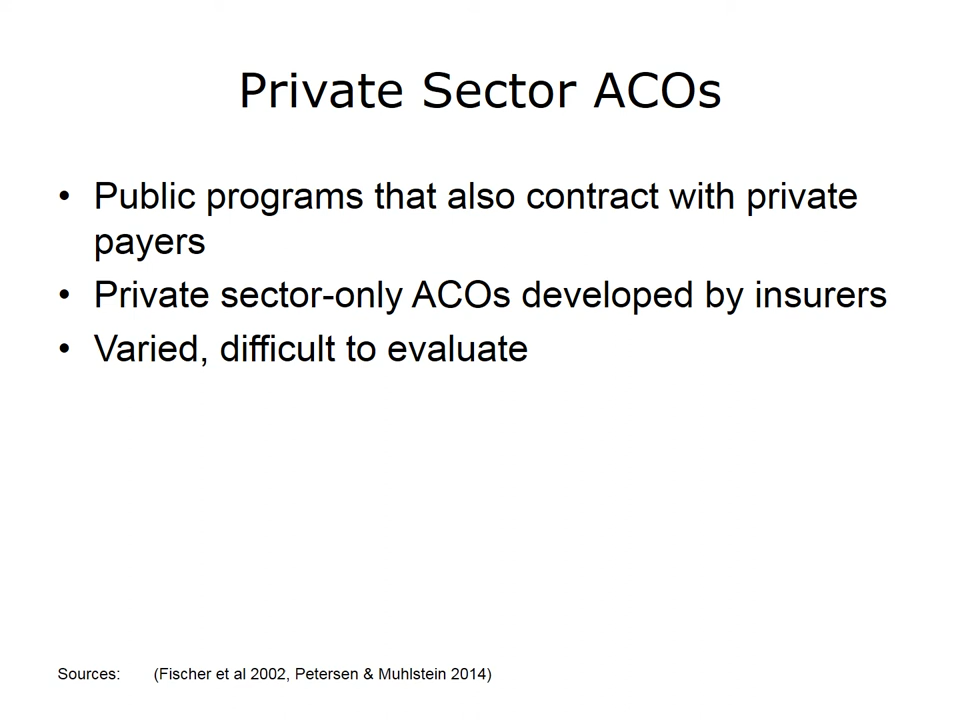 Private Sector ACOs
• Public programs that also contract with private
payers
• Private sector-only ACOs developed by insurers
• Varied, difficult to evaluate
Sources: (Fischer et al 2002, Petersen & Muhlstein 2014)